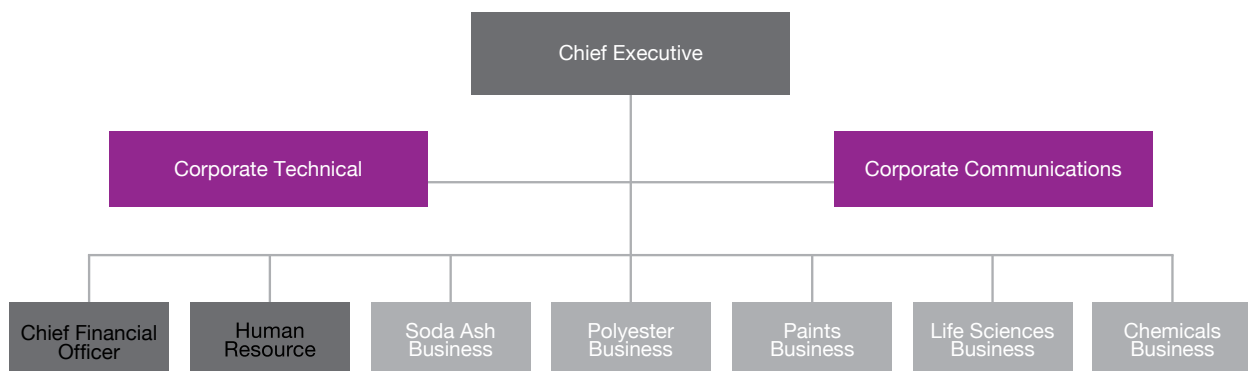 Chief Executive
Corporate Technical
Corporate Communications
Chief Financial
Officer
Human
Resource
Soda Ash
Business
Polyester
Business
Paints
Business
Life Sciences
Business
Chemicals
Business